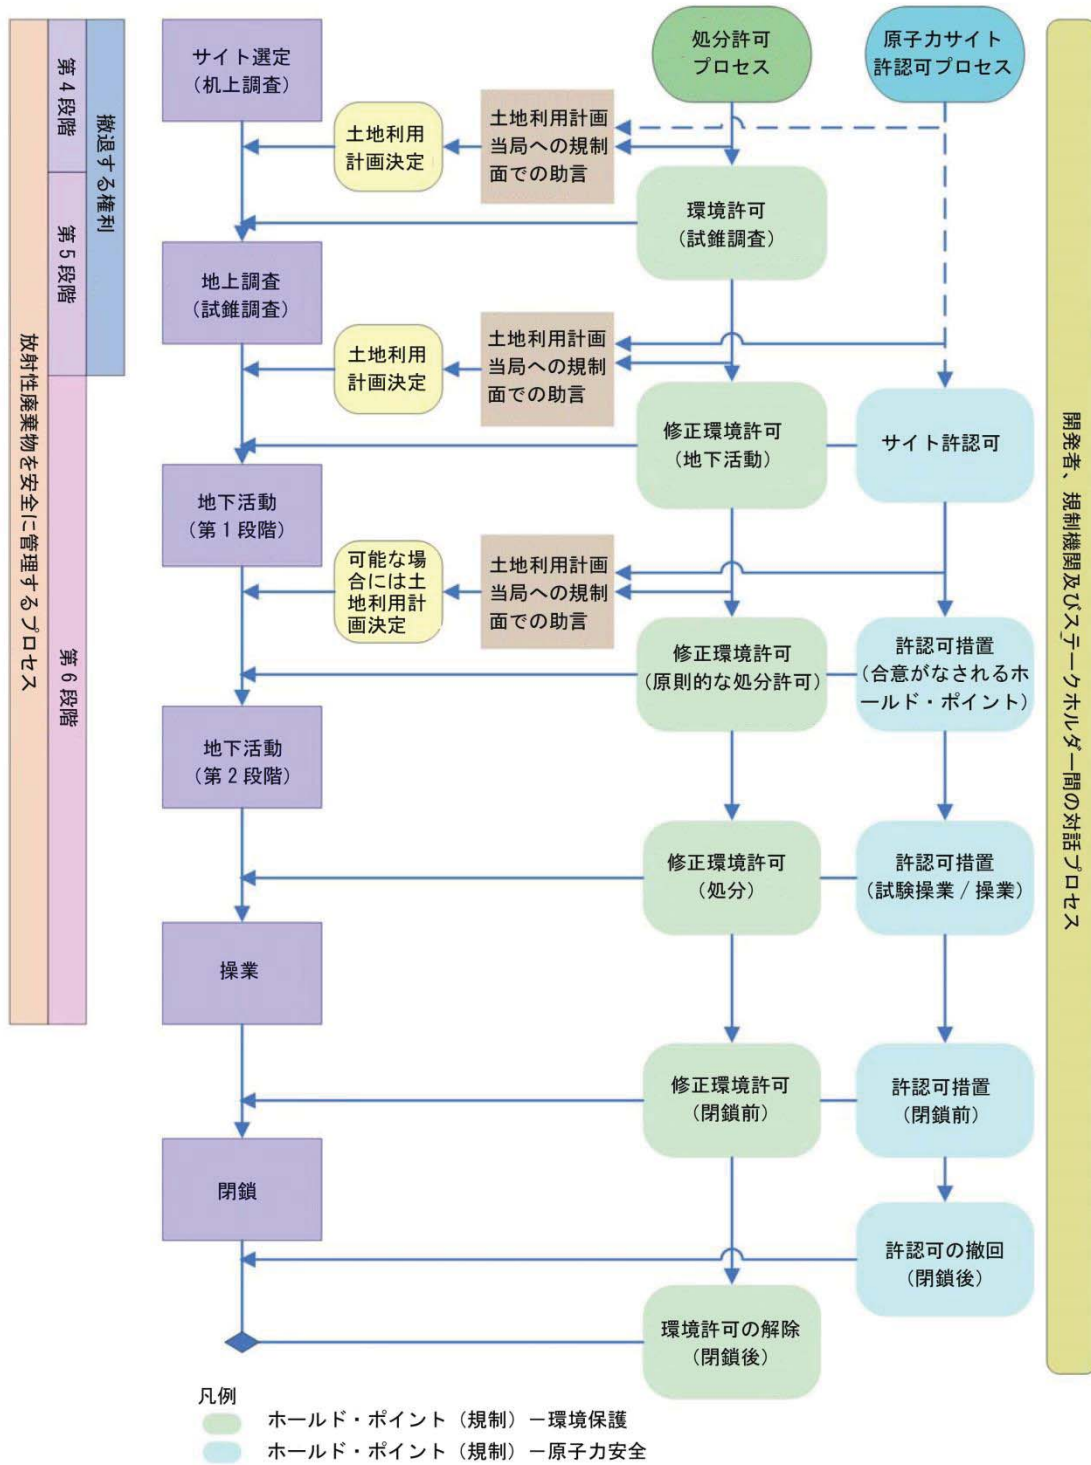 放射性廃棄物を安全に管理するプロセス
第4段階
第5段階
第6段階
撤退する権利
サイト選定
(机上調査)
処分許可
プロセス
原子力サイト
許認可プロセス
土地利用
計画決定
土地利用計画
当局への規制
面での助言
環境許可
(試錐調査)
地上調査
(試錐調査)
土地利用
計画決定
土地利用計画
当局への規制
面での助言
修正環境許可
(地下活動)
サイト許認可
地下活動
(第1段階)
可能な場
合には土
地利用計
画決定
土地利用計画
当局への規制
面での助言
修正環境許可
(原則的な処分許可)
許認可措置
(合意がなされるホ
ールド・ポイント)
地下活動
(第2段階)
修正環境許可
(処分)
許認可措置
(試験操業 / 操業)
操業
修正環境許可
(閉鎖前)
許認可措置
(閉鎖前)
閉鎖
許認可の撤回
(閉鎖後)
環境許可の解除
(閉鎖後)
開発者、規制機関及びステークホルダー間の対話プロセス
凡例
ホールド・ポイント（規制）－環境保護
ホールド・ポイント（規制）－原子力安全